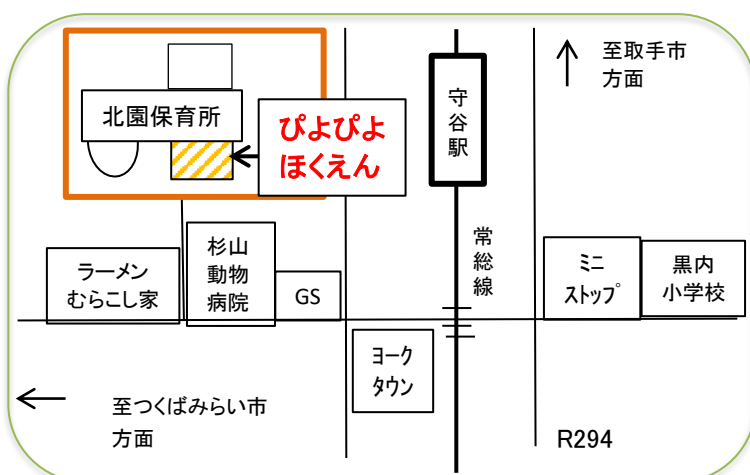 至取手市
方面
守谷駅
北園保育所
ぴよぴよ
ほくえん
常総線
ラーメン
むらこし家
杉山
動物
病院
GS
ミニ
ストップ
黒内
小学校
ヨーク
タウン
至つくばみらい市
方面
R294